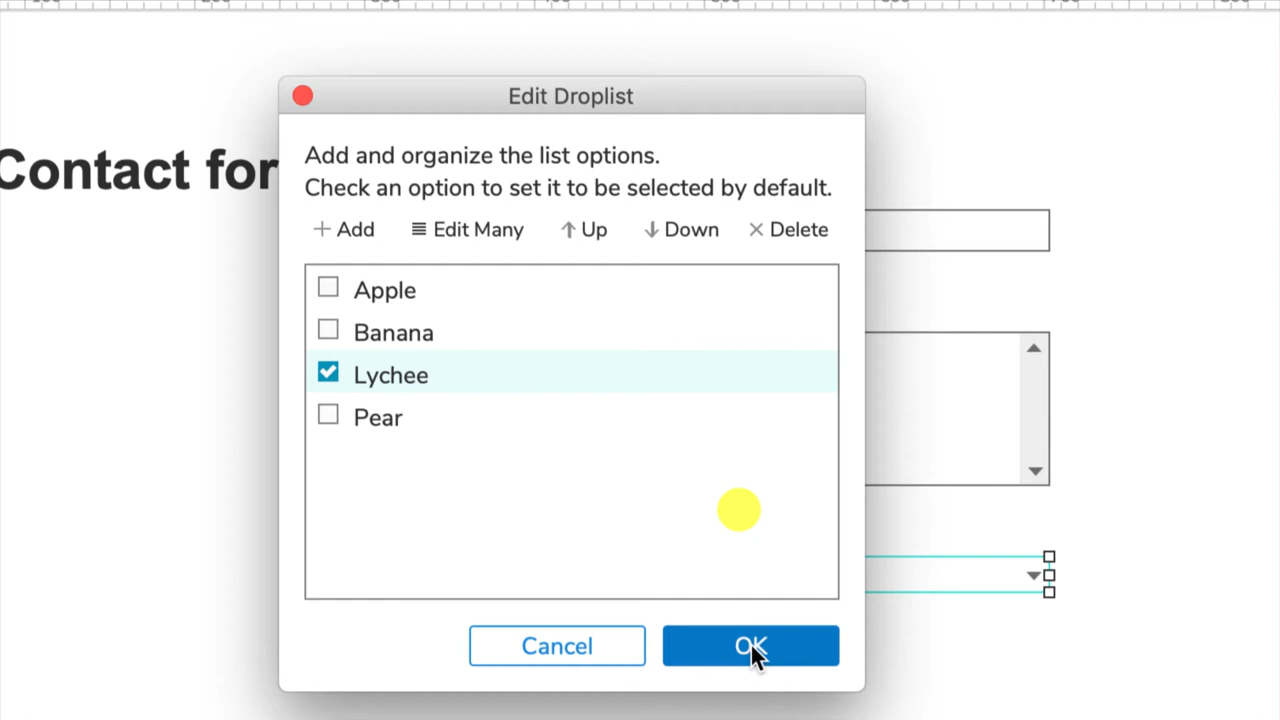 Edit Droplist
Contact for
Add and organize the list options.
Check an option to set it to be selected by default.
Add Edit Many Up Down Delete
Apple
Banana
Lychee
Pear
Cancel OK